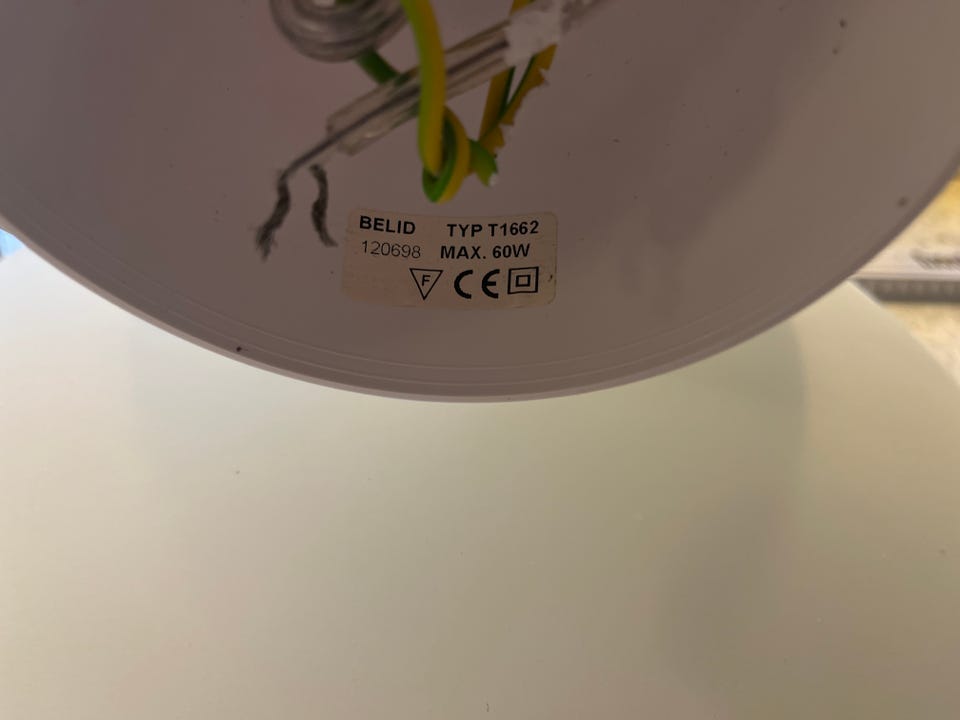 BELID TYP T1662
120698 MAX. 60W
F CE